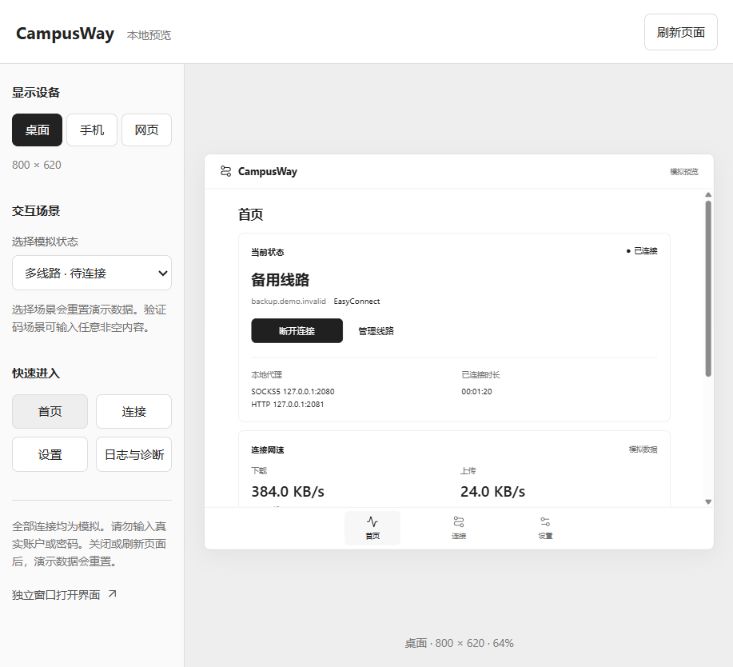 CampusWay 本地预览
刷新页面
显示设备
桌面 手机 网页
800 × 620
交互场景
选择模拟状态
多线路 · 待连接
选择场景会重置演示数据。验证
码场景可输入任意非空内容。
快速进入
首页 连接
设置 日志与诊断
全部连接均为模拟。请勿输入真
实账户或密码。关闭或刷新页面
后，演示数据会重置。
独立窗口打开界面
CampusWay
模拟预览
首页
当前状态
已连接
备用线路
backup.demo.invalid EasyConnect
断开连接 管理线路
本地代理 已连接时长
SOCKS5 127.0.0.1:2080 00:01:20
HTTP 127.0.0.1:2081
连接网速 模拟数据
下载 上传
384.0 KB/s 24.0 KB/s
首页 连接 设置
桌面 · 800 × 620 · 64%